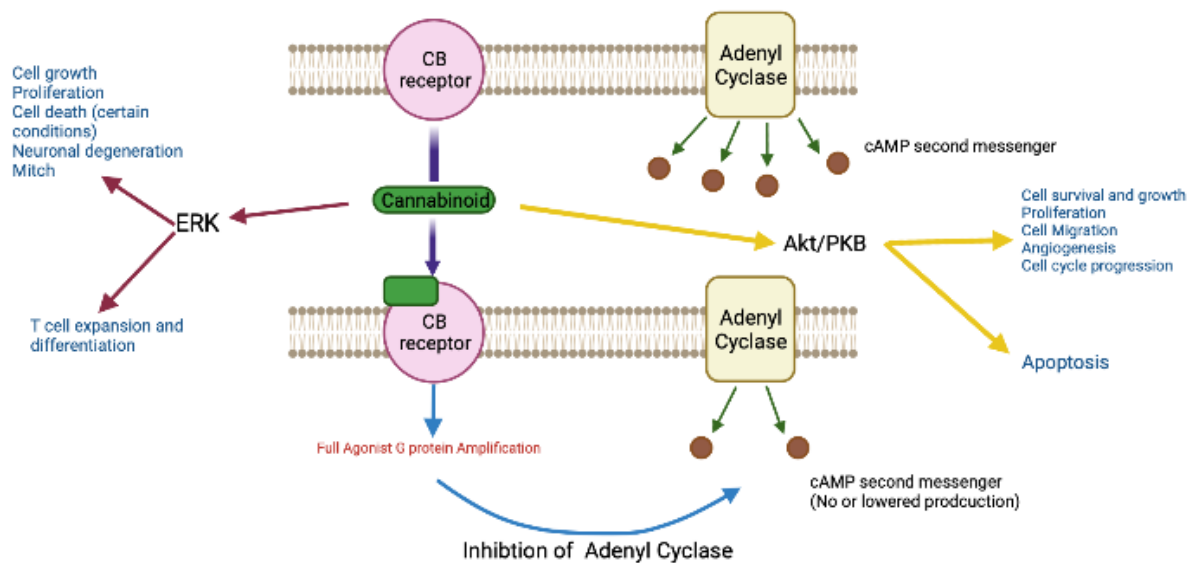 CB
receptor
Adenyl
Cyclase
Cell growth
Proliferation
Cell death (certain
conditions)
Neuronal degeneration
Mitch
cAMP second messenger
Cannabinoid
ERK
Akt/PKB
Cell survival and growth
Proliferation
Cell Migration
Angiogenesis
Cell cycle progression
T cell expansion and
differentiation
CB
receptor
Adenyl
Cyclase
Apoptosis
Full Agonist G protein Amplification
cAMP second messenger
(No or lowered prodcuction)
Inhibtion of Adenyl Cyclase